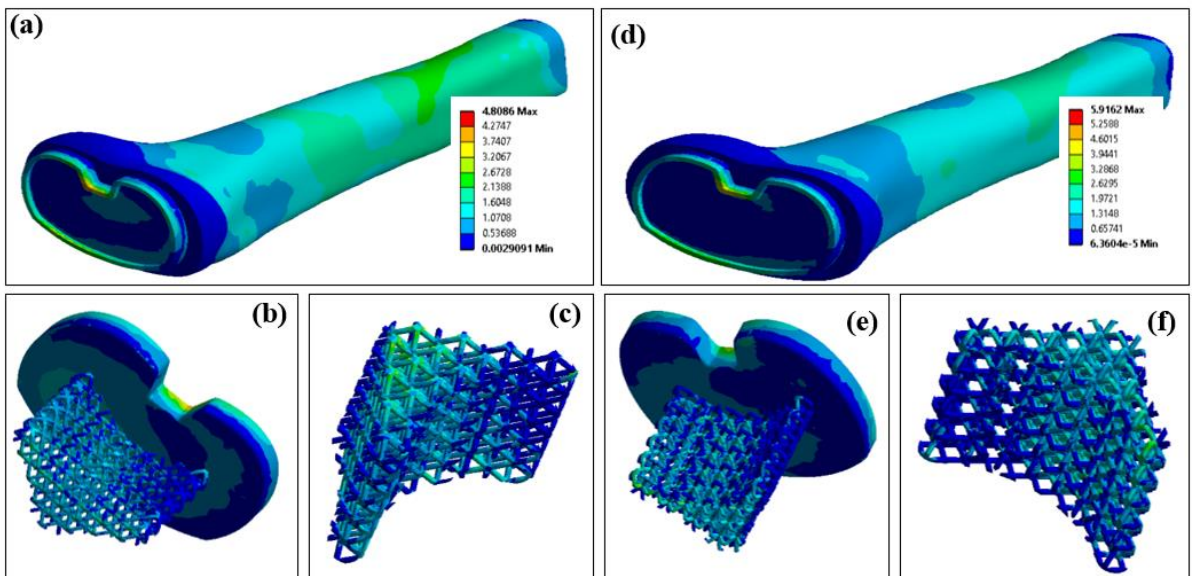 (a)
4.8086 Max
4.2747
3.7407
3.2067
2.6728
2.1388
1.6048
1.0708
0.53688
0.0029091 Min
(d)
5.9162 Max
5.2588
4.6015
3.9441
3.2868
2.6295
1.9721
1.3148
0.65741
6.3604e-5 Min
(b)
(c)
(e)
(f)